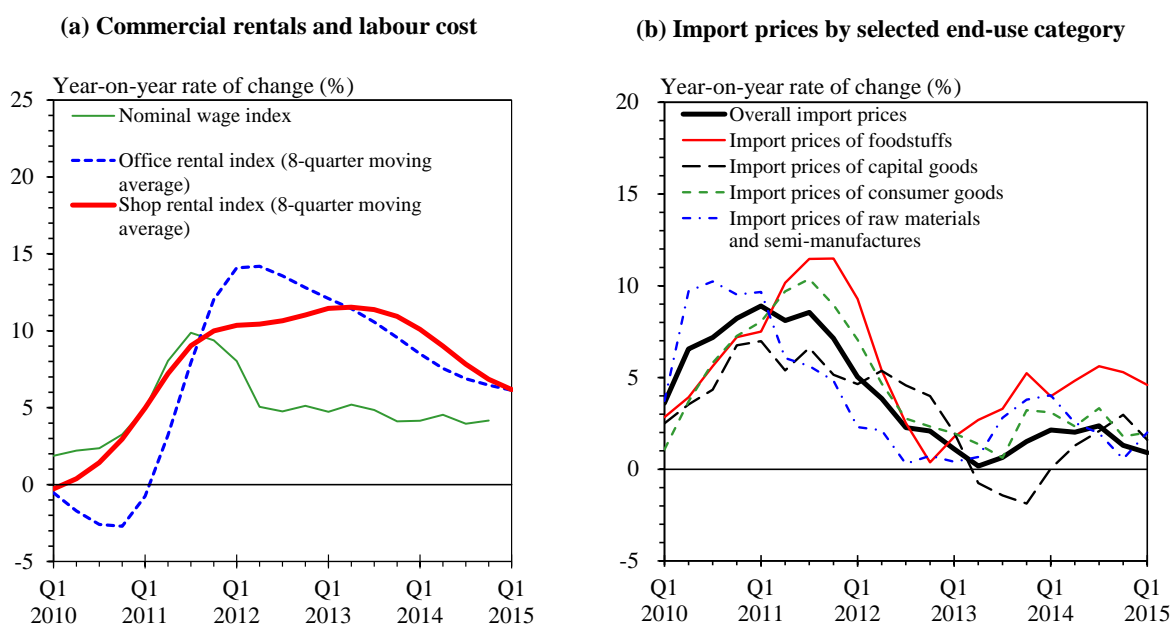 (a) Commercial rentals and labour cost
Year-on-year rate of change (%)
25
20
15
10
5
0
-5
Nominal wage index
Office rental index (8-quarter moving
average)
Shop rental index (8-quarter moving
average)
Q1
2010
Q1
2011
Q1
2012
Q1
2013
Q1
2014
Q1
2015
(b) Import prices by selected end-use category
Year-on-year rate of change (%)
20
15
10
5
0
-5
Overall import prices
Import prices of foodstuffs
Import prices of capital goods
Import prices of consumer goods
Import prices of raw materials
and semi-manufactures
Q1
2010
Q1
2011
Q1
2012
Q1
2013
Q1
2014
Q1
2015